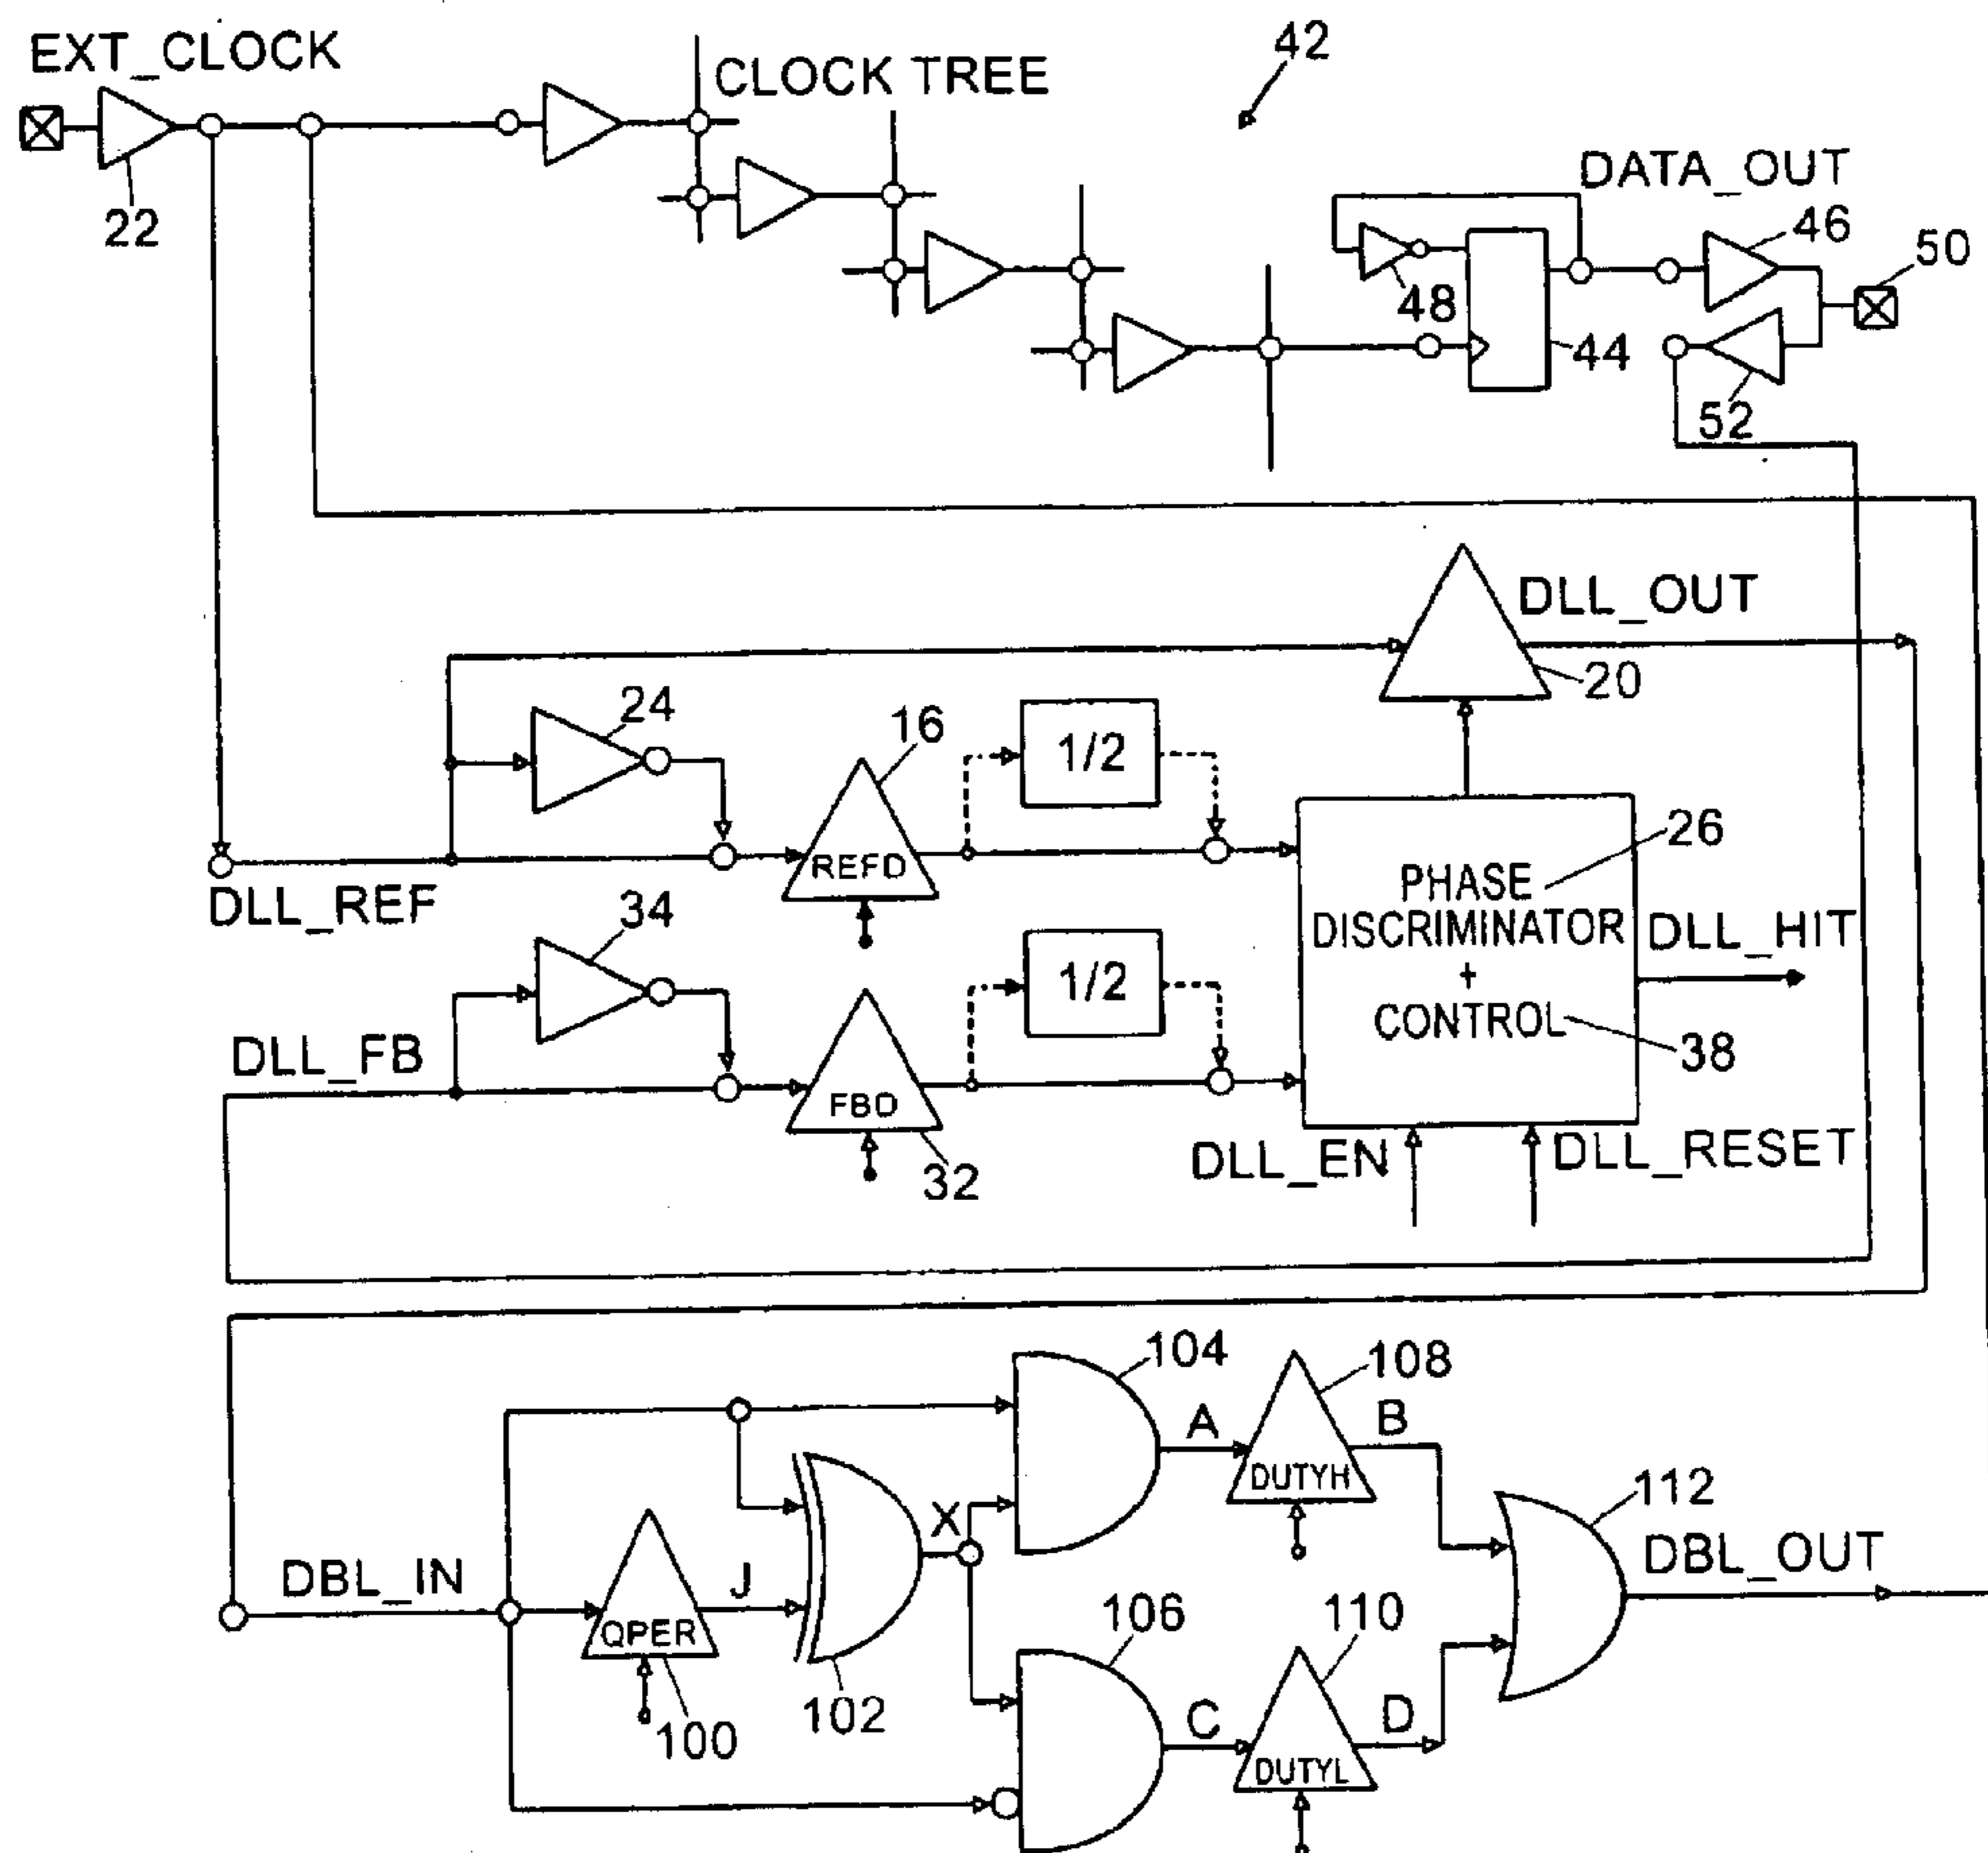 EXT_CLOCK
CLOCK TREE
42
22
DATA_OUT
46
50
48
44
52
DLL_OUT
20
24
16
1/2
REFD
26
PHASE
DISCRIMINATOR
+
CONTROL
DLL_REF
DLL_HIT
34
1/2
38
DLL_FB
FBD
32
DLL_EN
DLL_RESET
104
108
A
B
DUTYH
112
X
DBL_IN
J
DBL_OUT
QPER
106
110
102
100
C
D
DUTYL